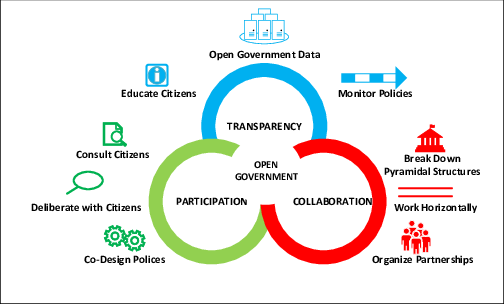 Open Government Data
Educate Citizens
Monitor Policies
TRANSPARENCY
Consult Citizens
Break Down
Pyramidal Structures
OPEN
GOVERNMENT
Deliberate with Citizens
PARTICIPATION
COLLABORATION
Work Horizontally
Co-Design Polices
Organize Partnerships